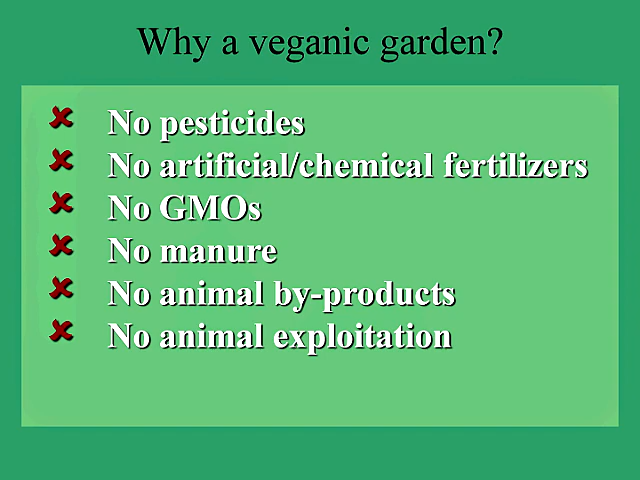 Why a veganic garden?
No pesticides
No artificial/chemical fertilizers
No GMOs
No manure
No animal by-products
No animal exploitation